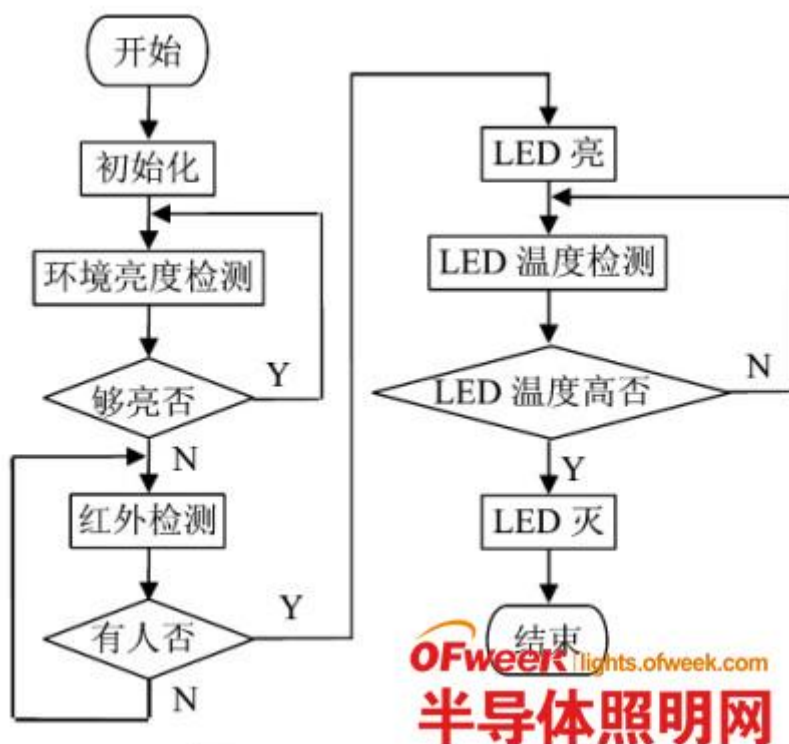 开始
初始化
环境亮度检测
够亮否
Y
N
红外检测
有人否
Y
N
LED 亮
LED 温度检测
LED 温度高否
N
Y
LED 灭
结束
OFweek lights.ofweek.com
半导体照明网